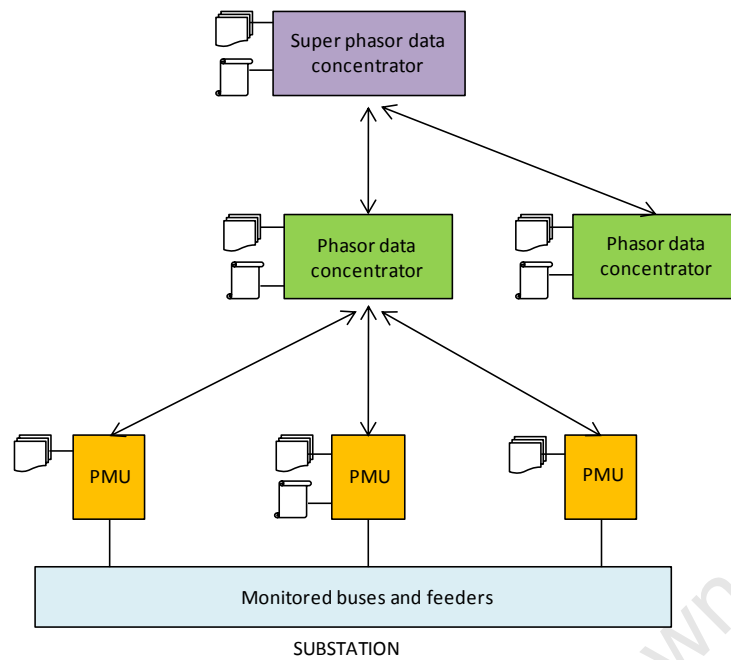 Super phasor data
concentrator
Phasor data
concentrator
Phasor data
concentrator
PMU
PMU
PMU
Monitored buses and feeders
SUBSTATION